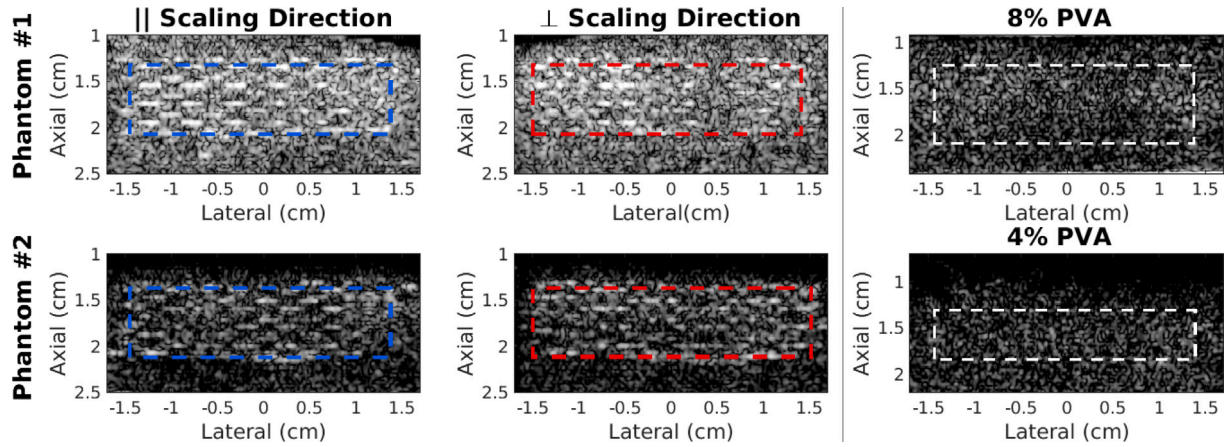 || Scaling Direction
⊥ Scaling Direction
8% PVA
Phantom #1
Axial (cm)
1
1.5
2
2.5
-1.5 -1 -0.5 0 0.5 1 1.5
Lateral (cm)
Axial (cm)
1
1.5
2
2.5
-1.5 -1 -0.5 0 0.5 1 1.5
Lateral(cm)
Axial (cm)
1
1.5
2
-1.5 -1 -0.5 0 0.5 1 1.5
Lateral (cm)
4% PVA
Phantom #2
Axial (cm)
1
1.5
2
2.5
-1.5 -1 -0.5 0 0.5 1 1.5
Lateral (cm)
Axial (cm)
1
1.5
2
2.5
-1.5 -1 -0.5 0 0.5 1 1.5
Lateral (cm)
Axial (cm)
1
1.5
2
-1.5 -1 -0.5 0 0.5 1 1.5
Lateral (cm)